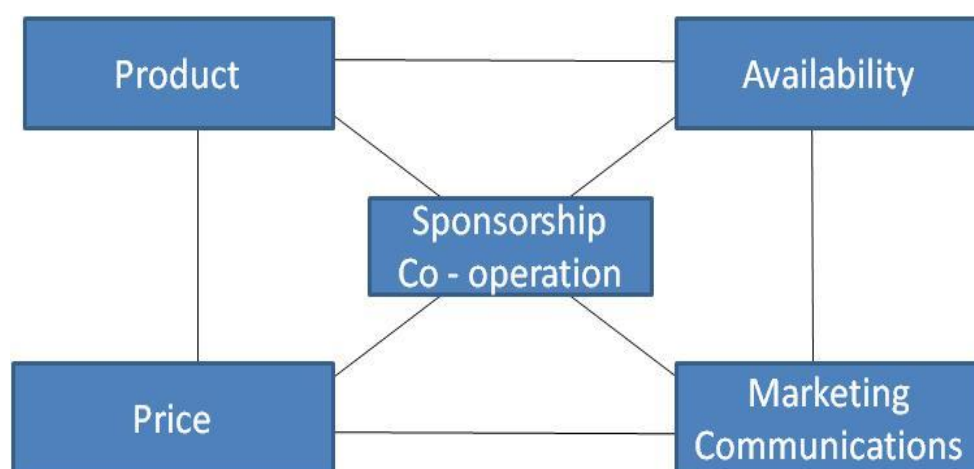 Product
Availability
Sponsorship
Co - operation
Price
Marketing
Communications